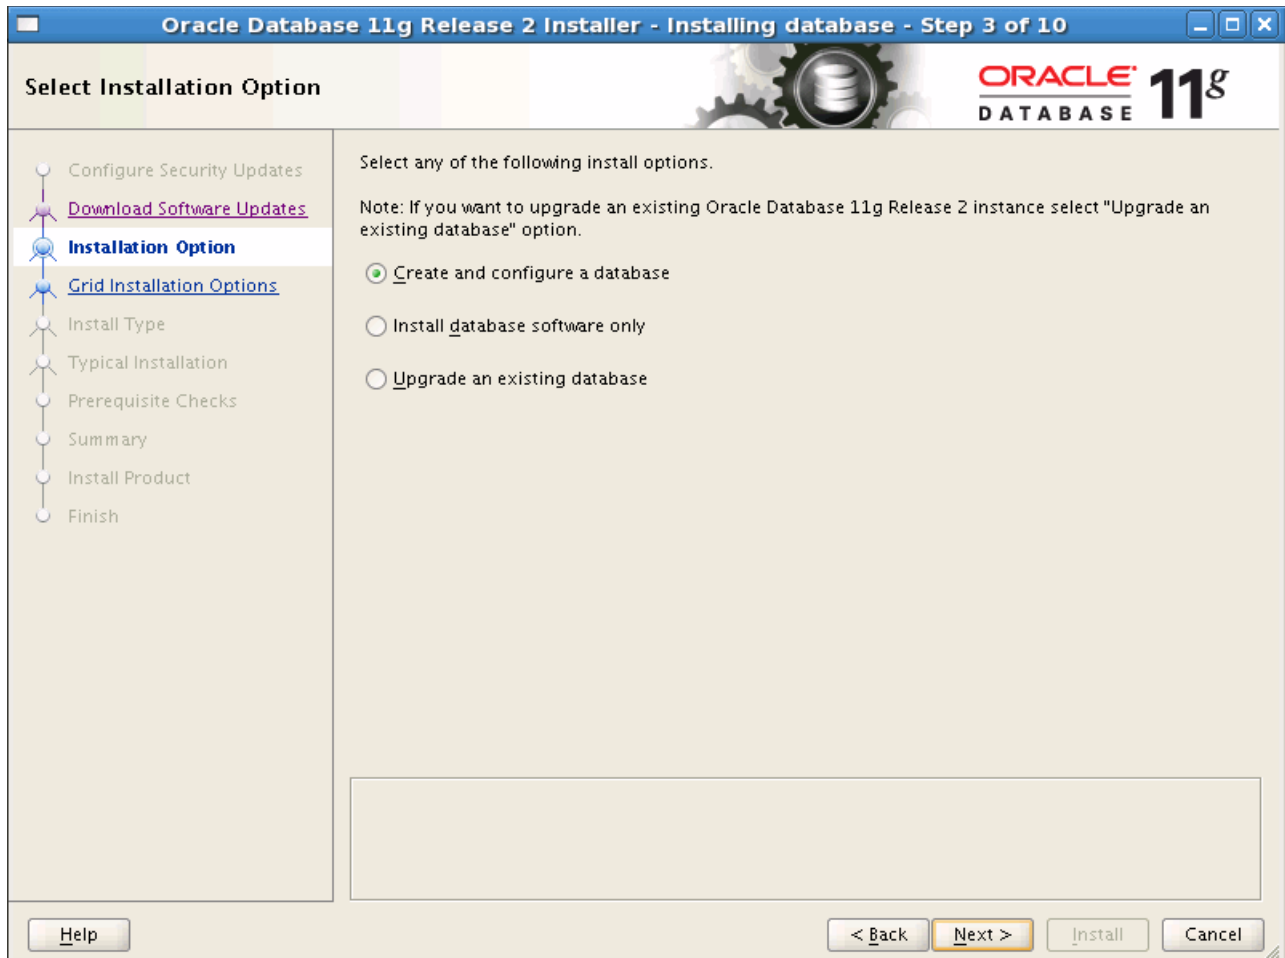 Oracle Database 11g Release 2 Installer - Installing database - Step 3 of 10
Select Installation Option
ORACLE DATABASE 11g
Configure Security Updates
Download Software Updates
Installation Option
Grid Installation Options
Install Type
Typical Installation
Prerequisite Checks
Summary
Install Product
Finish
Select any of the following install options.
Note: If you want to upgrade an existing Oracle Database 11g Release 2 instance select "Upgrade an
existing database" option.
Create and configure a database
Install database software only
Upgrade an existing database
Help
< Back
Next >
Install
Cancel